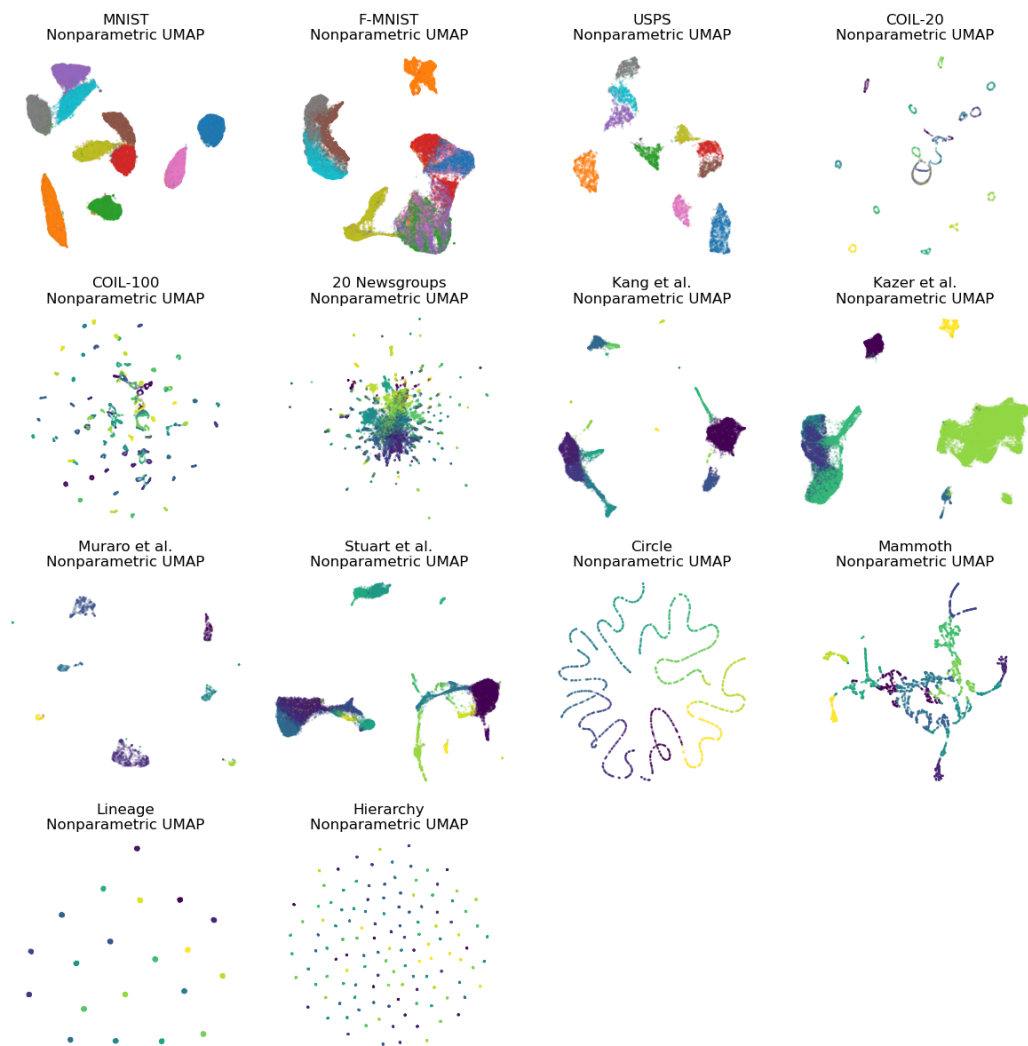 MNIST
Nonparametric UMAP
F-MNIST
Nonparametric UMAP
USPS
Nonparametric UMAP
COIL-20
Nonparametric UMAP
COIL-100
Nonparametric UMAP
20 Newsgroups
Nonparametric UMAP
Kang et al.
Nonparametric UMAP
Kazer et al.
Nonparametric UMAP
Muraro et al.
Nonparametric UMAP
Stuart et al.
Nonparametric UMAP
Circle
Nonparametric UMAP
Mammoth
Nonparametric UMAP
Lineage
Nonparametric UMAP
Hierarchy
Nonparametric UMAP